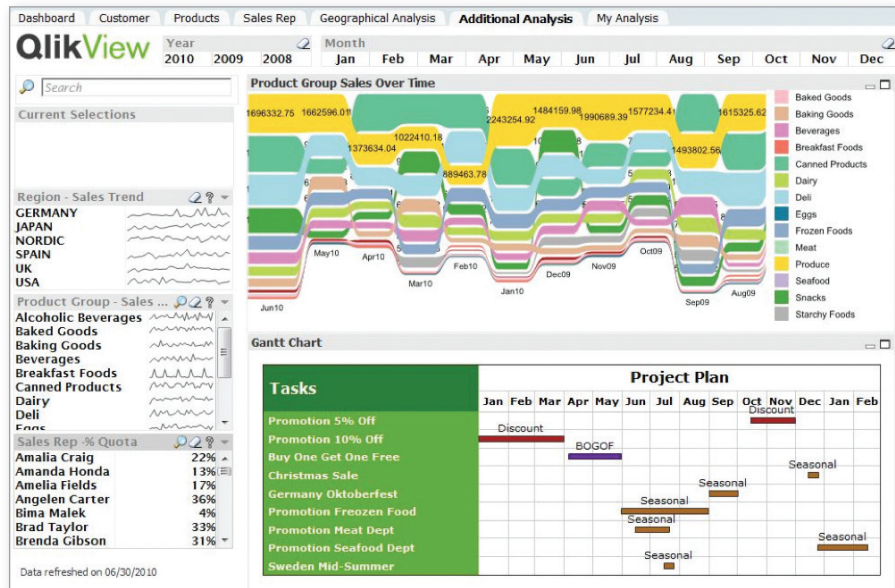 Dashboard Customer Products Sales Rep Geographical Analysis Additional Analysis My Analysis
QlikView
Year
2010 2009 2008
Month
Jan Feb Mar Apr May Jun Jul Aug Sep Oct Nov Dec
Search
Current Selections
Region - Sales Trend
GERMANY
JAPAN
NORDIC
SPAIN
UK
USA
Product Group - Sales ...
Alcoholic Beverages
Baked Goods
Baking Goods
Beverages
Breakfast Foods
Canned Products
Dairy
Deli
Eggs
Sales Rep -% Quota
Amalia Craig 22%
Amanda Honda 13%
Amelia Fields 17%
Angelen Carter 36%
Bima Malek 4%
Brad Taylor 33%
Brenda Gibson 31%
Data refreshed on 06/30/2010
Product Group Sales Over Time
1696332.75
1662596.01
1373634.04
1022410.18
889463.78
2243254.92
1484159.98
1990689.39
1577234.41
1493802.56
1615325.62
Jun10
May10
Apr10
Mar10
Feb10
Jan10
Dec09
Nov09
Oct09
Sep09
Aug09
Baked Goods
Baking Goods
Beverages
Breakfast Foods
Canned Products
Dairy
Deli
Eggs
Frozen Foods
Meat
Produce
Seafood
Snacks
Starchy Foods
Gantt Chart
Tasks
Project Plan
Jan Feb Mar Apr May Jun Jul Aug Sep Oct Nov Dec Jan Feb
Promotion 5% Off
Discount
Promotion 10% Off
Discount
Buy One Get One Free
BOGOF
Christmas Sale
Seasonal
Germany Oktoberfest
Seasonal
Promotion Freozen Food
Seasonal
Promotion Meat Dept
Seasonal
Promotion Seafood Dept
Seasonal
Sweden Mid-Summer
Seasonal